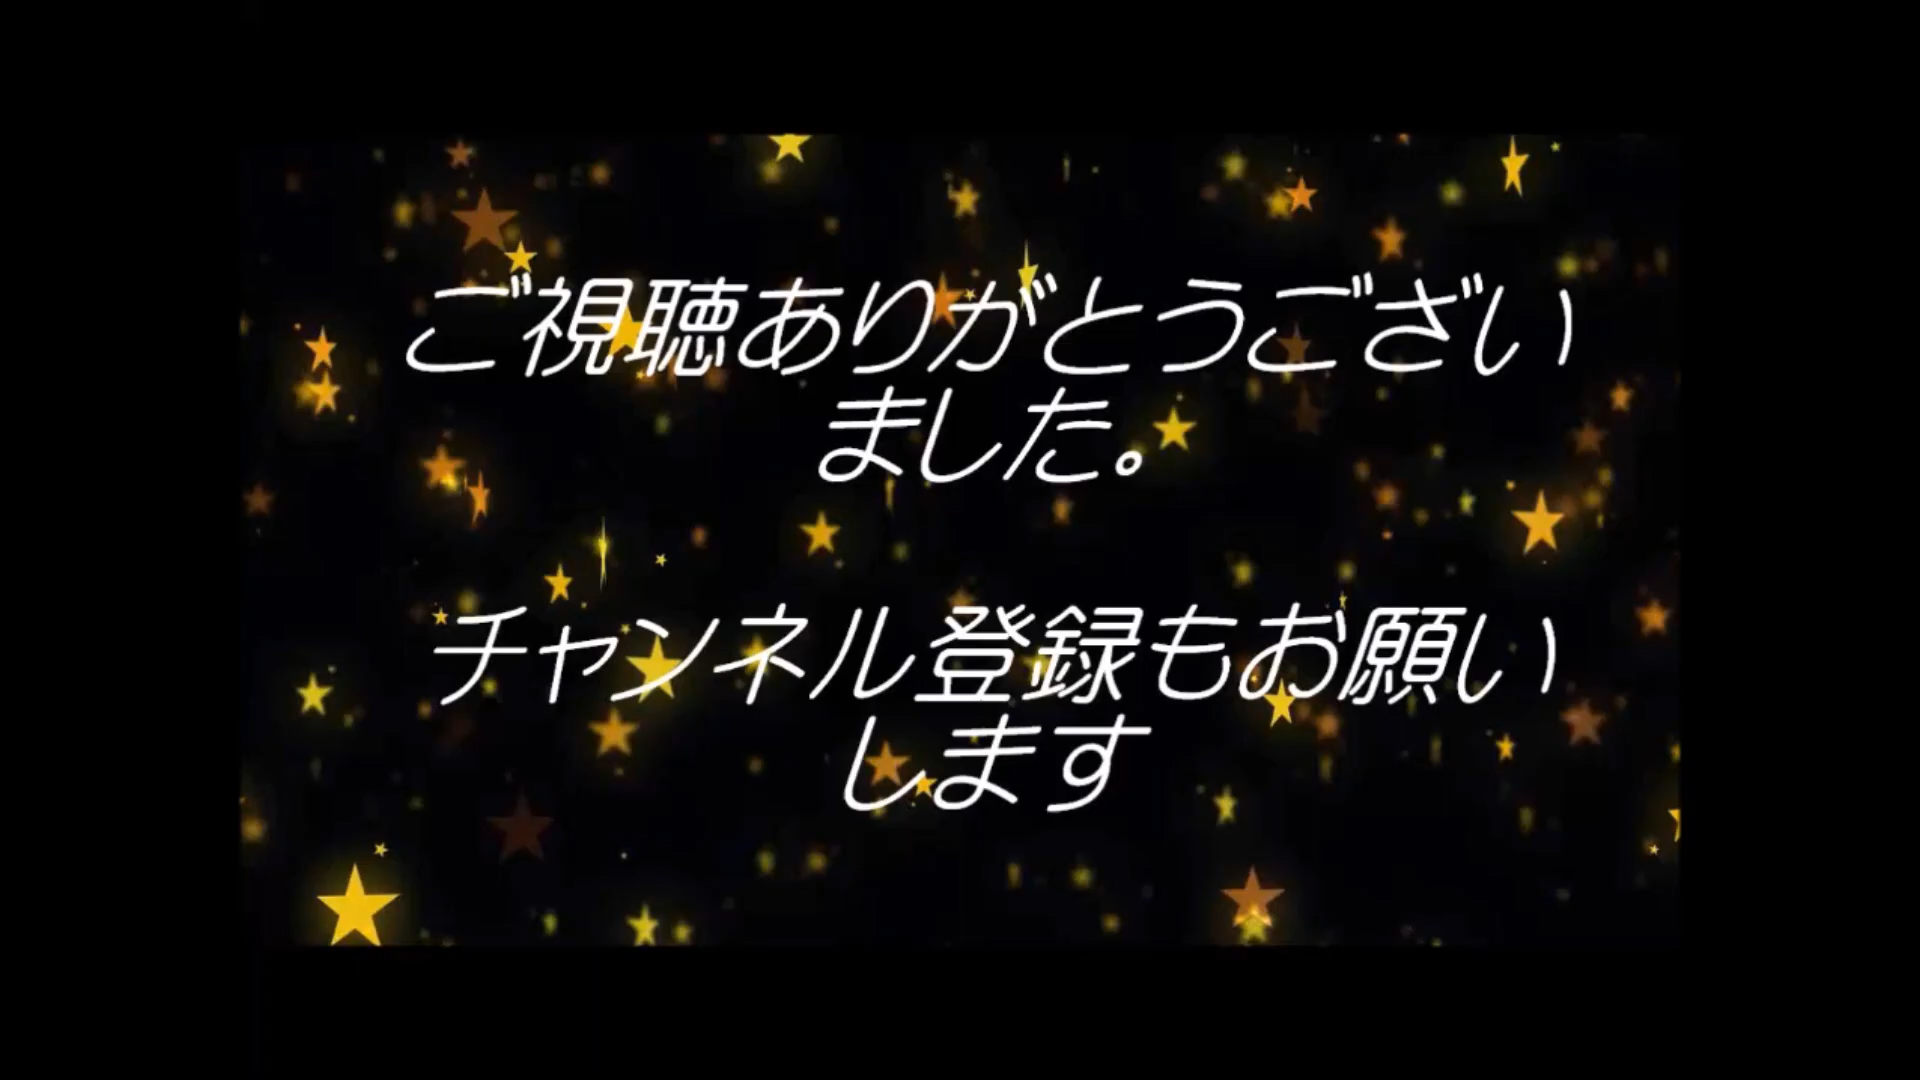 ご視聴ありがとうござい
ました。
チャンネル登録もお願い
します